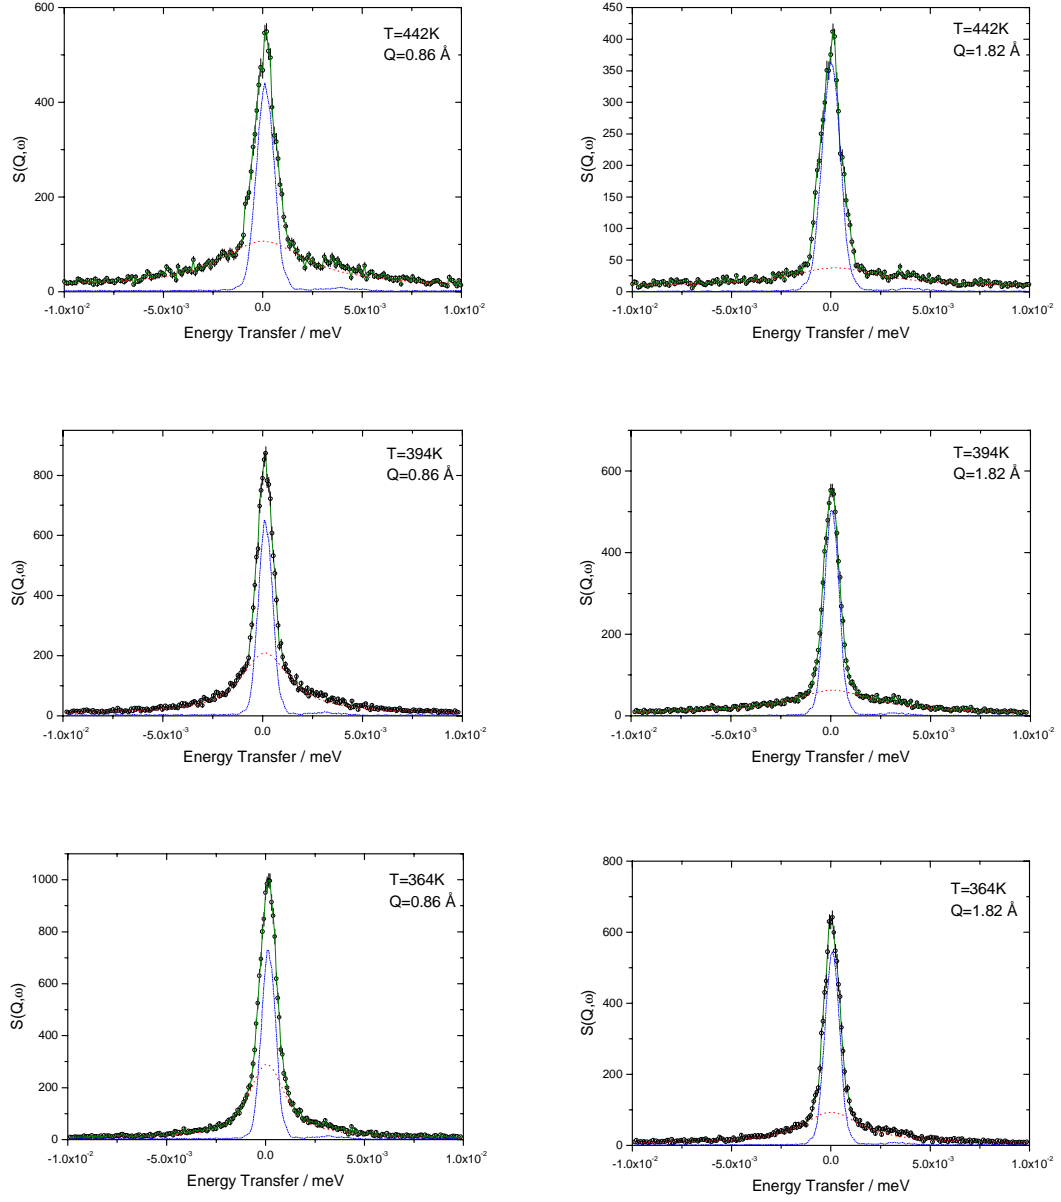 600
400
200
0
S(Q,ω)
T=442K
Q=0.86 Å
-1.0x10-2
-5.0x10-3
0.0
5.0x10-3
1.0x10-2
Energy Transfer / meV
450
400
350
300
250
200
150
100
50
0
S(Q,ω)
T=442K
Q=1.82 Å
-1.0x10-2
-5.0x10-3
0.0
5.0x10-3
1.0x10-2
Energy Transfer / meV
800
600
400
200
0
S(Q,ω)
T=394K
Q=0.86 Å
-1.0x10-2
-5.0x10-3
0.0
5.0x10-3
1.0x10-2
Energy Transfer / meV
600
400
200
0
S(Q,ω)
T=394K
Q=1.82 Å
-1.0x10-2
-5.0x10-3
0.0
5.0x10-3
1.0x10-2
Energy Transfer / meV
1000
800
600
400
200
0
S(Q,ω)
T=364K
Q=0.86 Å
-1.0x10-2
-5.0x10-3
0.0
5.0x10-3
1.0x10-2
Energy Transfer / meV
800
600
400
200
0
S(Q,ω)
T=364K
Q=1.82 Å
-1.0x10-2
-5.0x10-3
0.0
5.0x10-3
1.0x10-2
Energy Transfer / meV